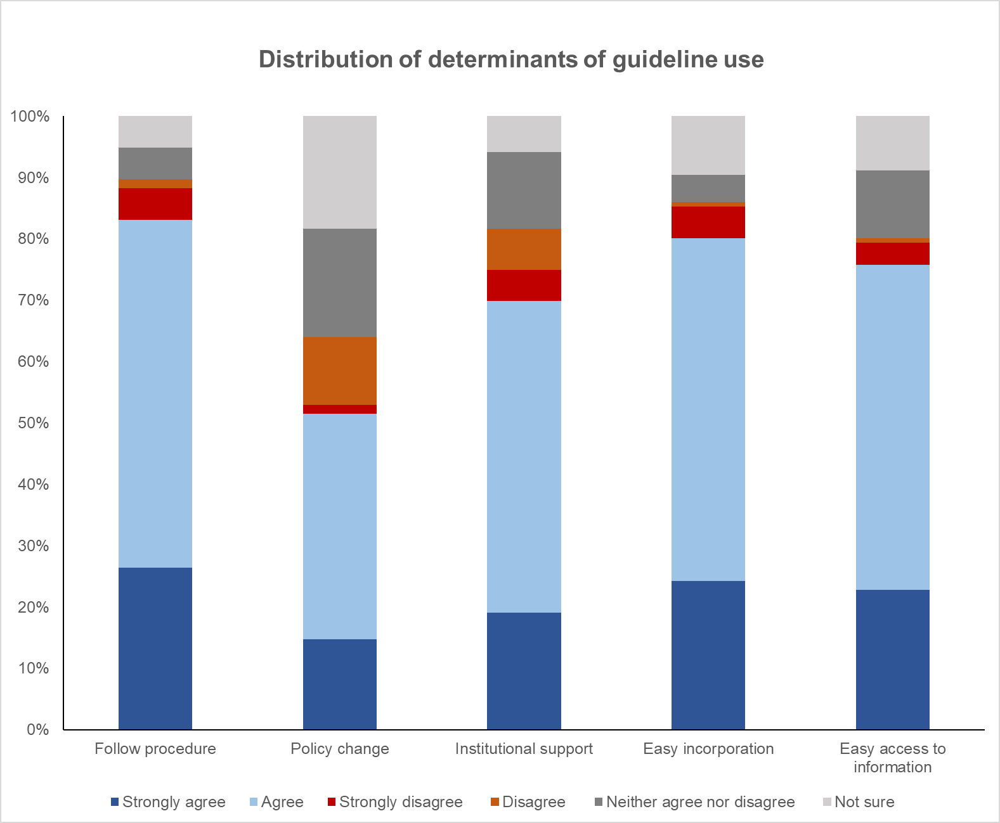 Distribution of determinants of guideline use
100%
90%
80%
70%
60%
50%
40%
30%
20%
10%
0%
Follow procedure
Policy change
Institutional support
Easy incorporation
Easy access to
information
Strongly agree
Agree
Strongly disagree
Disagree
Neither agree nor disagree
Not sure